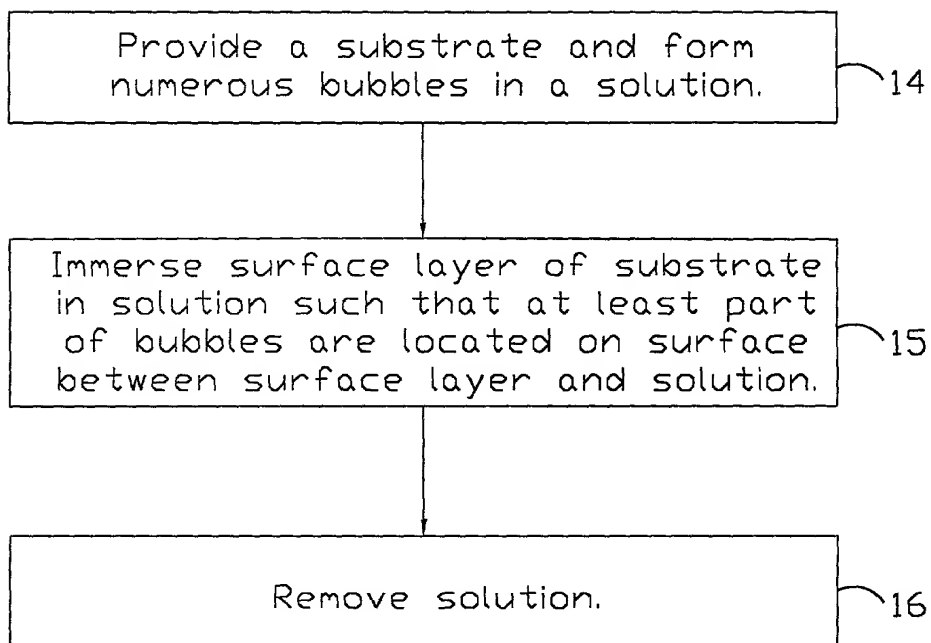 Provide a substrate and form
numerous bubbles in a solution.
14
Immerse surface layer of substrate
in solution such that at least part
of bubbles are located on surface
between surface layer and solution.
15
Remove solution.
16